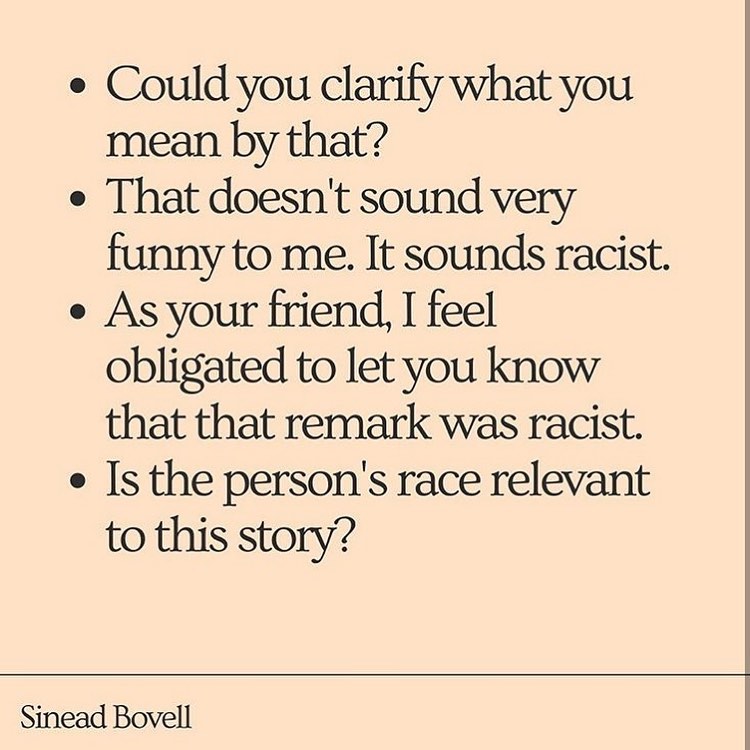 • Could you clarify what you
mean by that?
• That doesn't sound very
funny to me. It sounds racist.
• As your friend, I feel
obligated to let you know
that that remark was racist.
• Is the person's race relevant
to this story?
Sinead Bovell